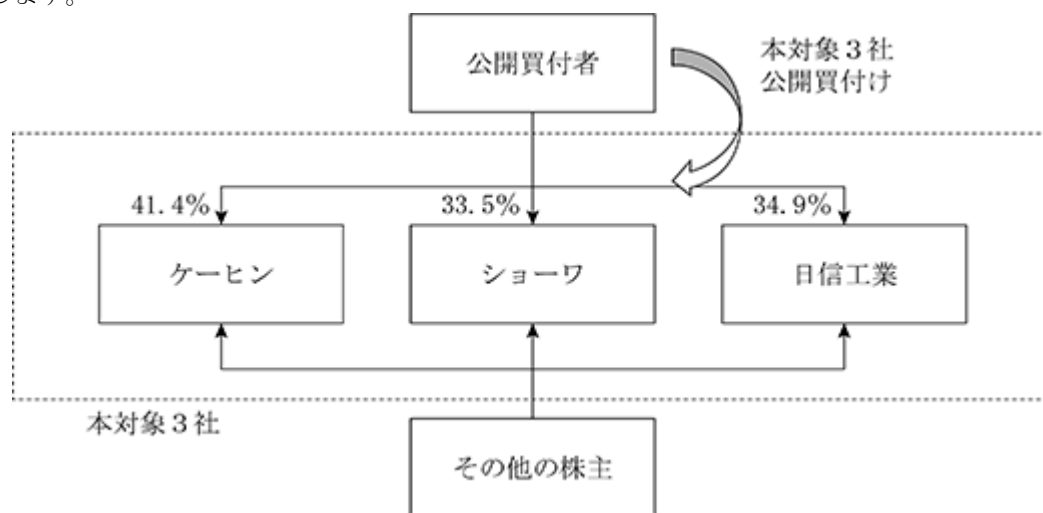 します。
公開買付者
本対象３社
公開買付け
41.4%
33.5%
34.9%
ケーヒン
ショーワ
日信工業
本対象３社
その他の株主